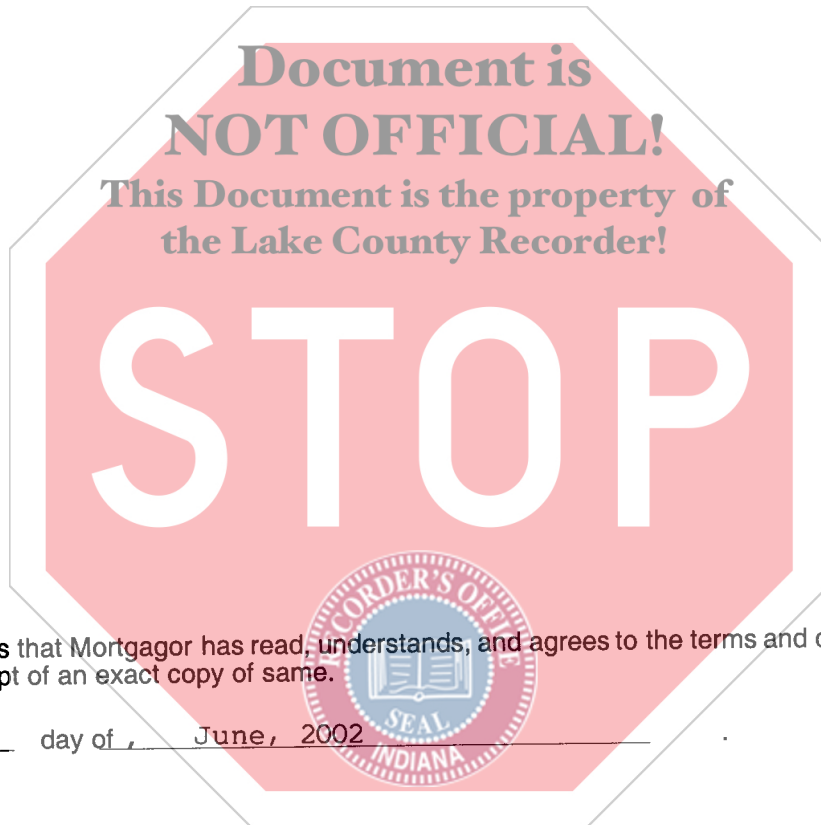 Document is
NOT OFFICIAL!
This Document is the property of
the Lake County Recorder!
STOP
RECORDER'S OFFICE
s that Mortgagor has read, understands, and agrees to the terms and c
pt of an exact copy of same.
day of , June, 2002 .
SEAL
INDIANA